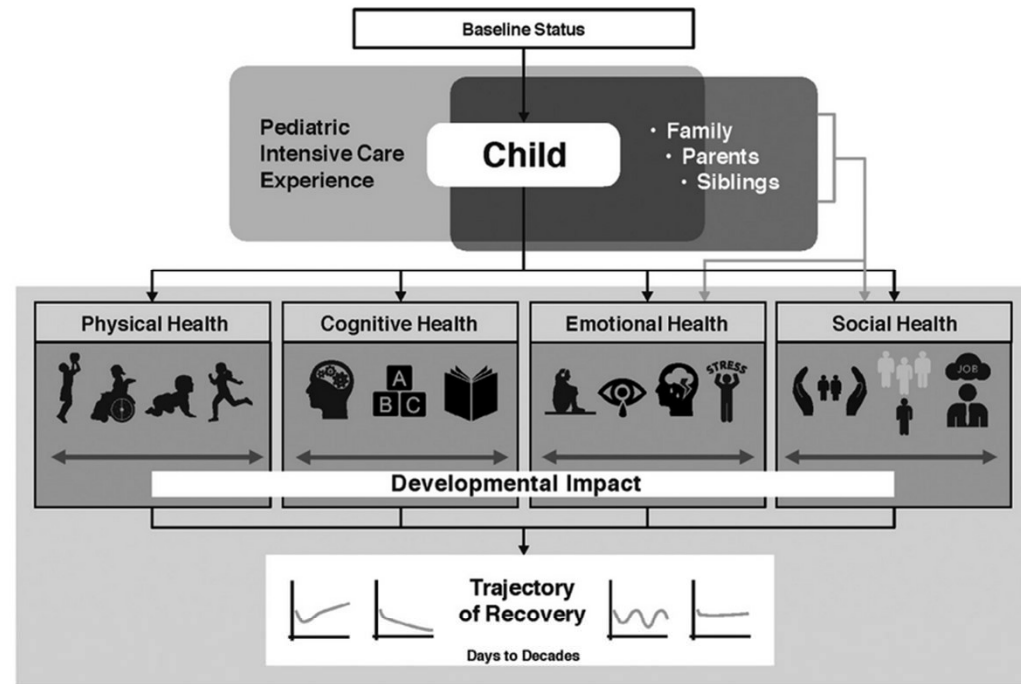 Baseline Status
Pediatric
Intensive Care
Experience
Child
• Family
• Parents
• Siblings
Physical Health
Cognitive Health
Emotional Health
Social Health
A
B C
STRESS
JOB
Developmental Impact
Trajectory
of Recovery
Days to Decades